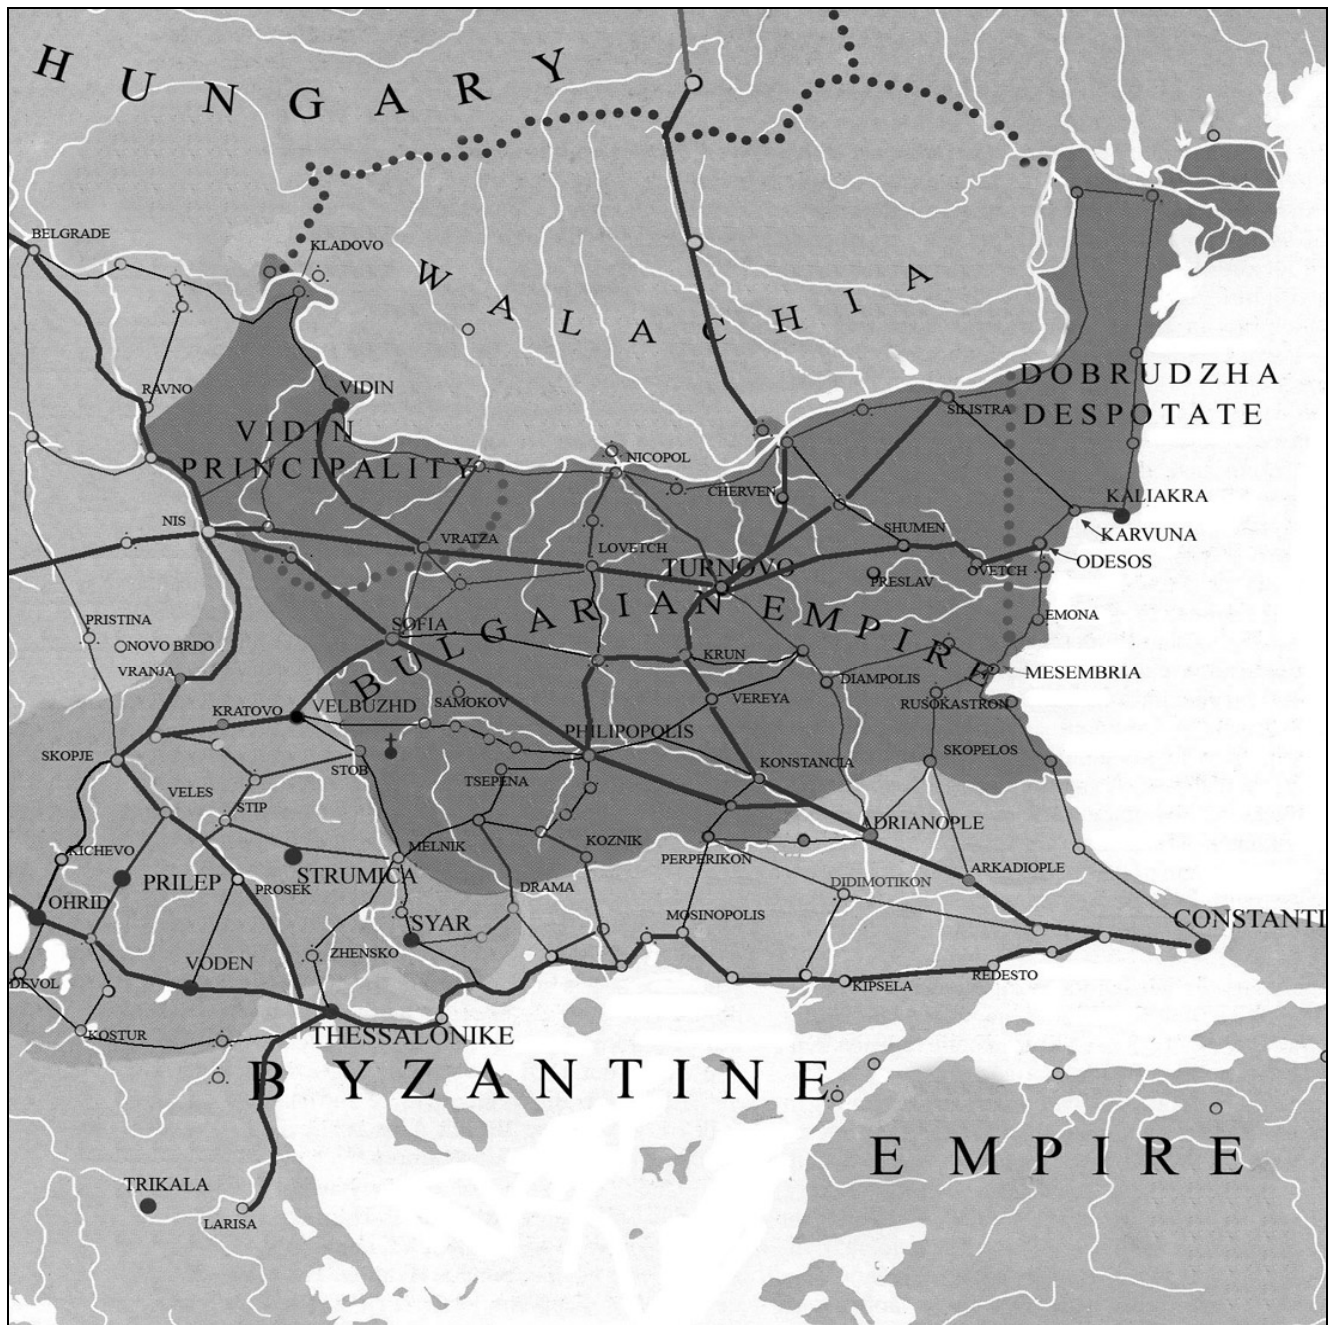 HUNGARY
BELGRADE
KLADOVO
WALACHIA
RAVNO
VIDIN
VIDIN
PRINCIPALITY
DOBRUDZHA
DESPOTATE
SILISTRA
NICOPOL
CHERVEN
KALIAKRA
KARVUNA
ODESOS
NIS
VRATZA
LOVETCH
SHUMEN
TURNOVO
PRESLAV
OVETCH
EMONA
BULGARIAN EMPIRE
PRISTINA
NOVO BRDO
SOFIA
VRANJA
KRUN
DIAMPOLIS
MESEMBRIA
KRATOVO
VELBUZHD
SAMOKOV
VEREYA
RUSOKASTRON
PHILIPOPOLIS
SKOPJE
STOB
TSEPENA
KONSTANCIA
SKOPELOS
VELES
STIP
ADRIANOPLE
KICHEVO
MELNIK
KOZNIK
PERPERIKON
ARKADIOPLE
PRILEP
STRUMICA
PROSEK
DRAMA
DIDIMOTIKON
OHRID
SYAR
MOSINOPOLIS
CONSTANTI
VODEN
ZHENSKO
DEVOL
KIPSELA
REDESTO
KOSTUR
THESSALONIKE
BYZANTINE
EMPIRE
TRIKALA
LARISA